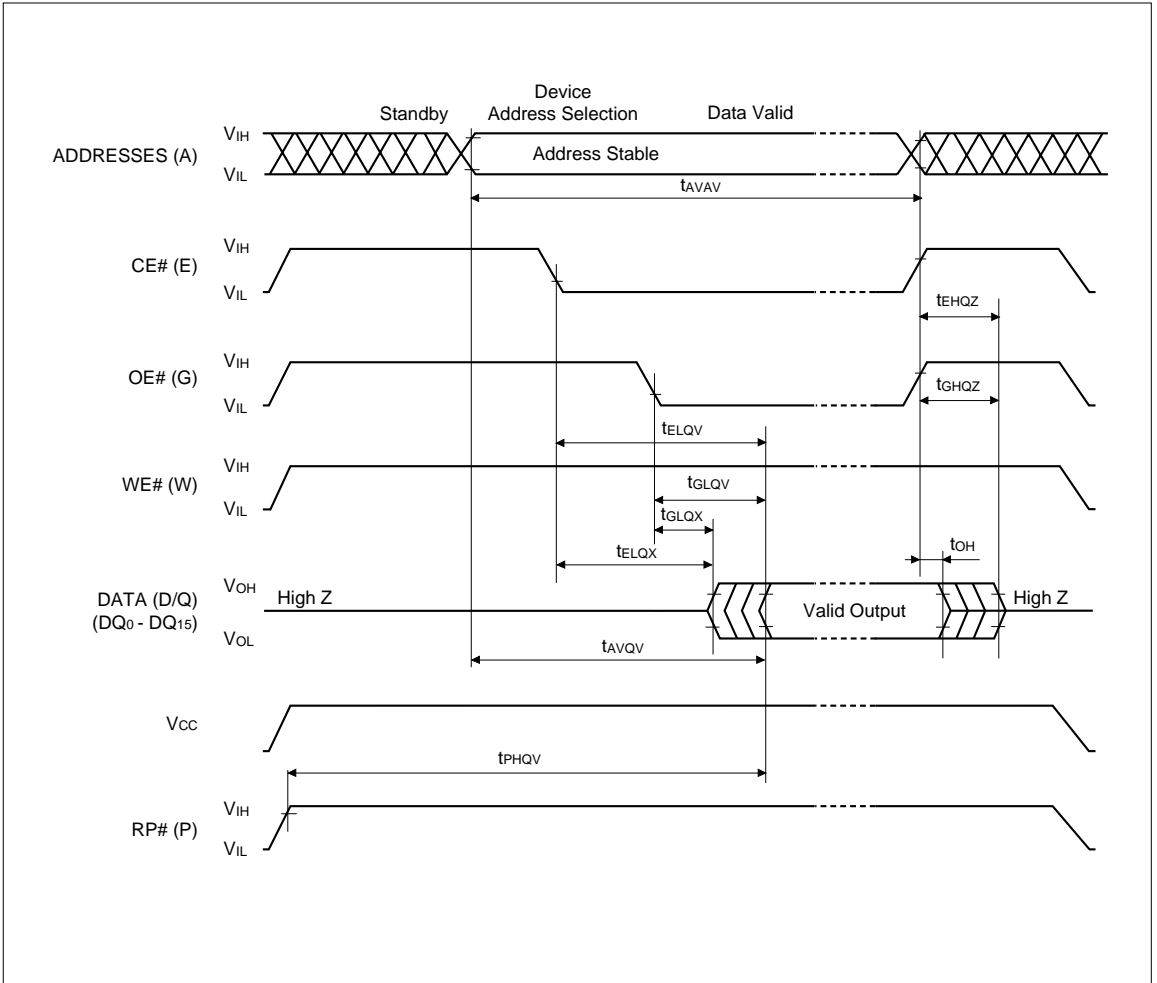 Device
Standby Address Selection Data Valid
VIH
ADDRESSES (A) Address Stable
VIL
tAVAV
VIH
CE# (E)
VIL
tEHQZ
VIH
OE# (G)
tGHQZ
VIL
tELQV
VIH
WE# (W)
tGLQV
VIL
tGLQX
tOH
tELQX
VOH
DATA (D/Q) High Z Valid Output High Z
(DQ0 - DQ15)
VOL
tAVQV
VCC
tPHQV
VIH
RP# (P)
VIL